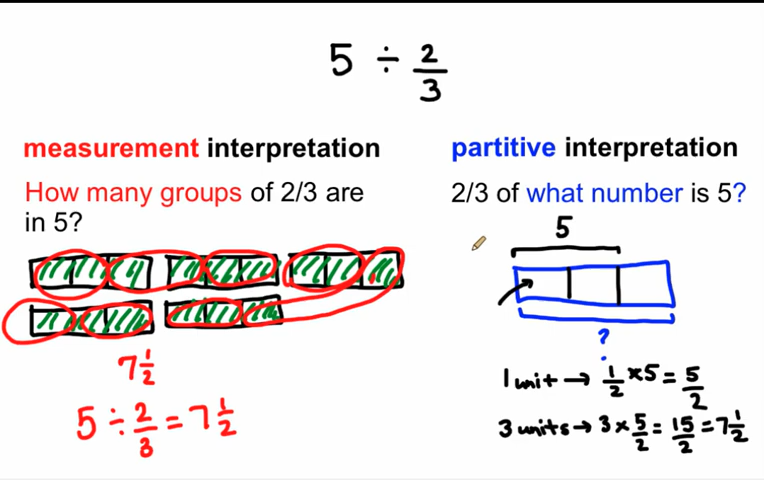 5 ÷ 2/3
measurement interpretation
How many groups of 2/3 are
in 5?
7 1/2
5 ÷ 2/3 = 7 1/2
partitive interpretation
2/3 of what number is 5?
5
?
1 unit → 1/2 × 5 = 5/2
3 units → 3 × 5/2 = 15/2 = 7 1/2